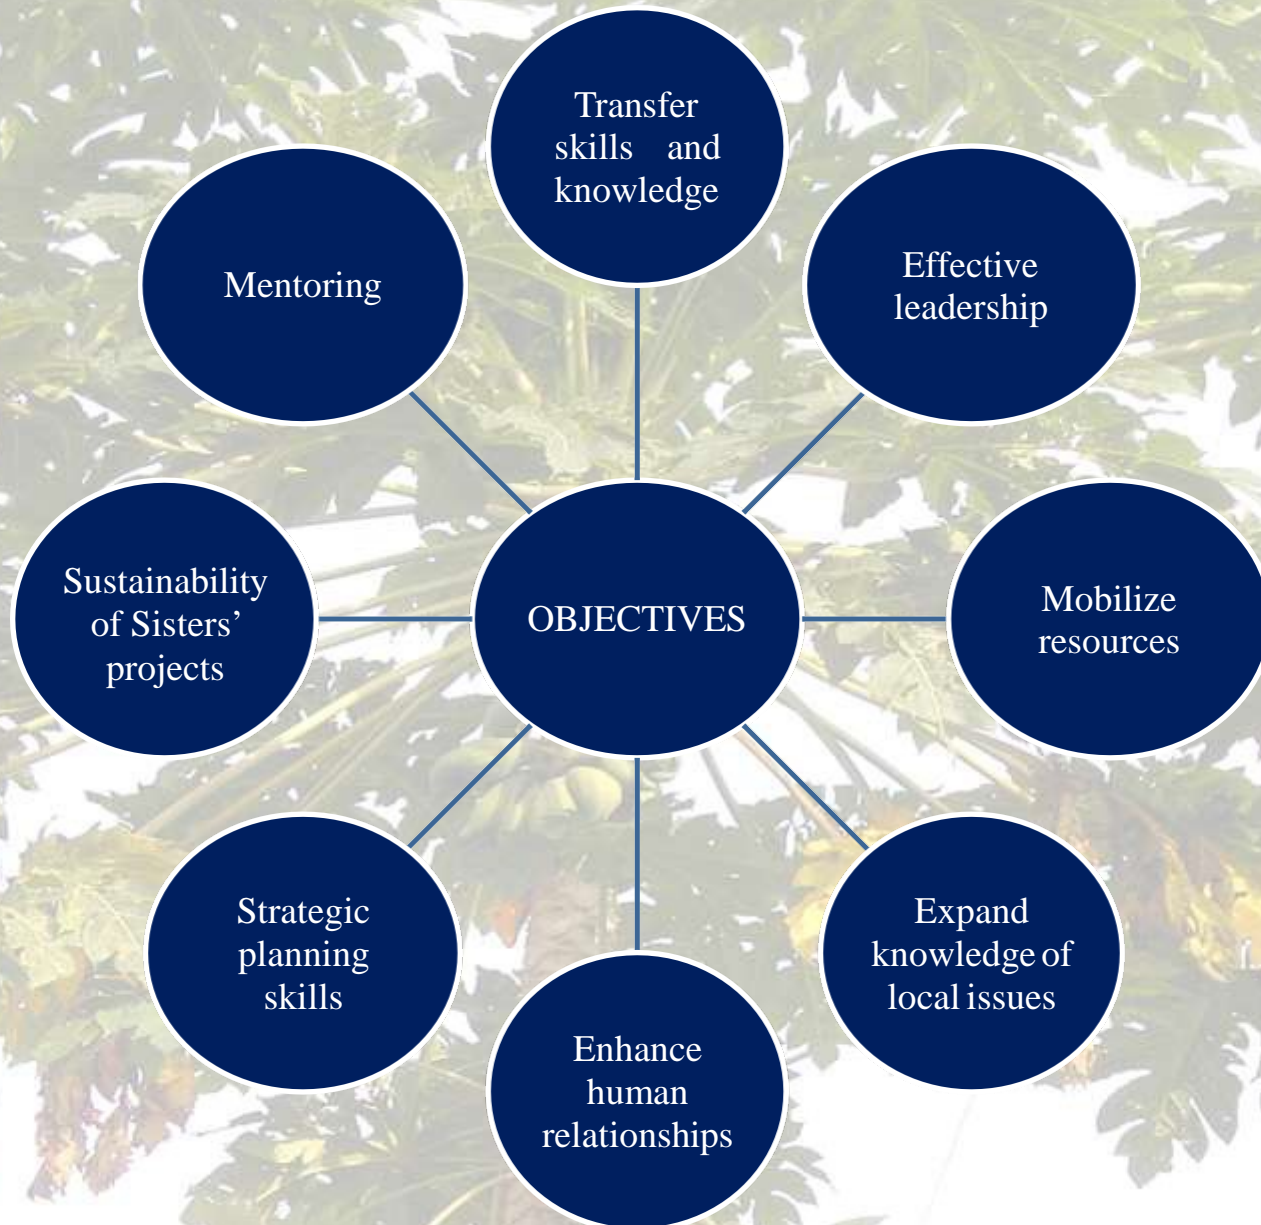 Transfer
skills and
knowledge
Effective
leadership
Mobilize
resources
Expand
knowledge of
local issues
Enhance
human
relationships
Strategic
planning
skills
Sustainability
of Sisters’
projects
Mentoring
OBJECTIVES